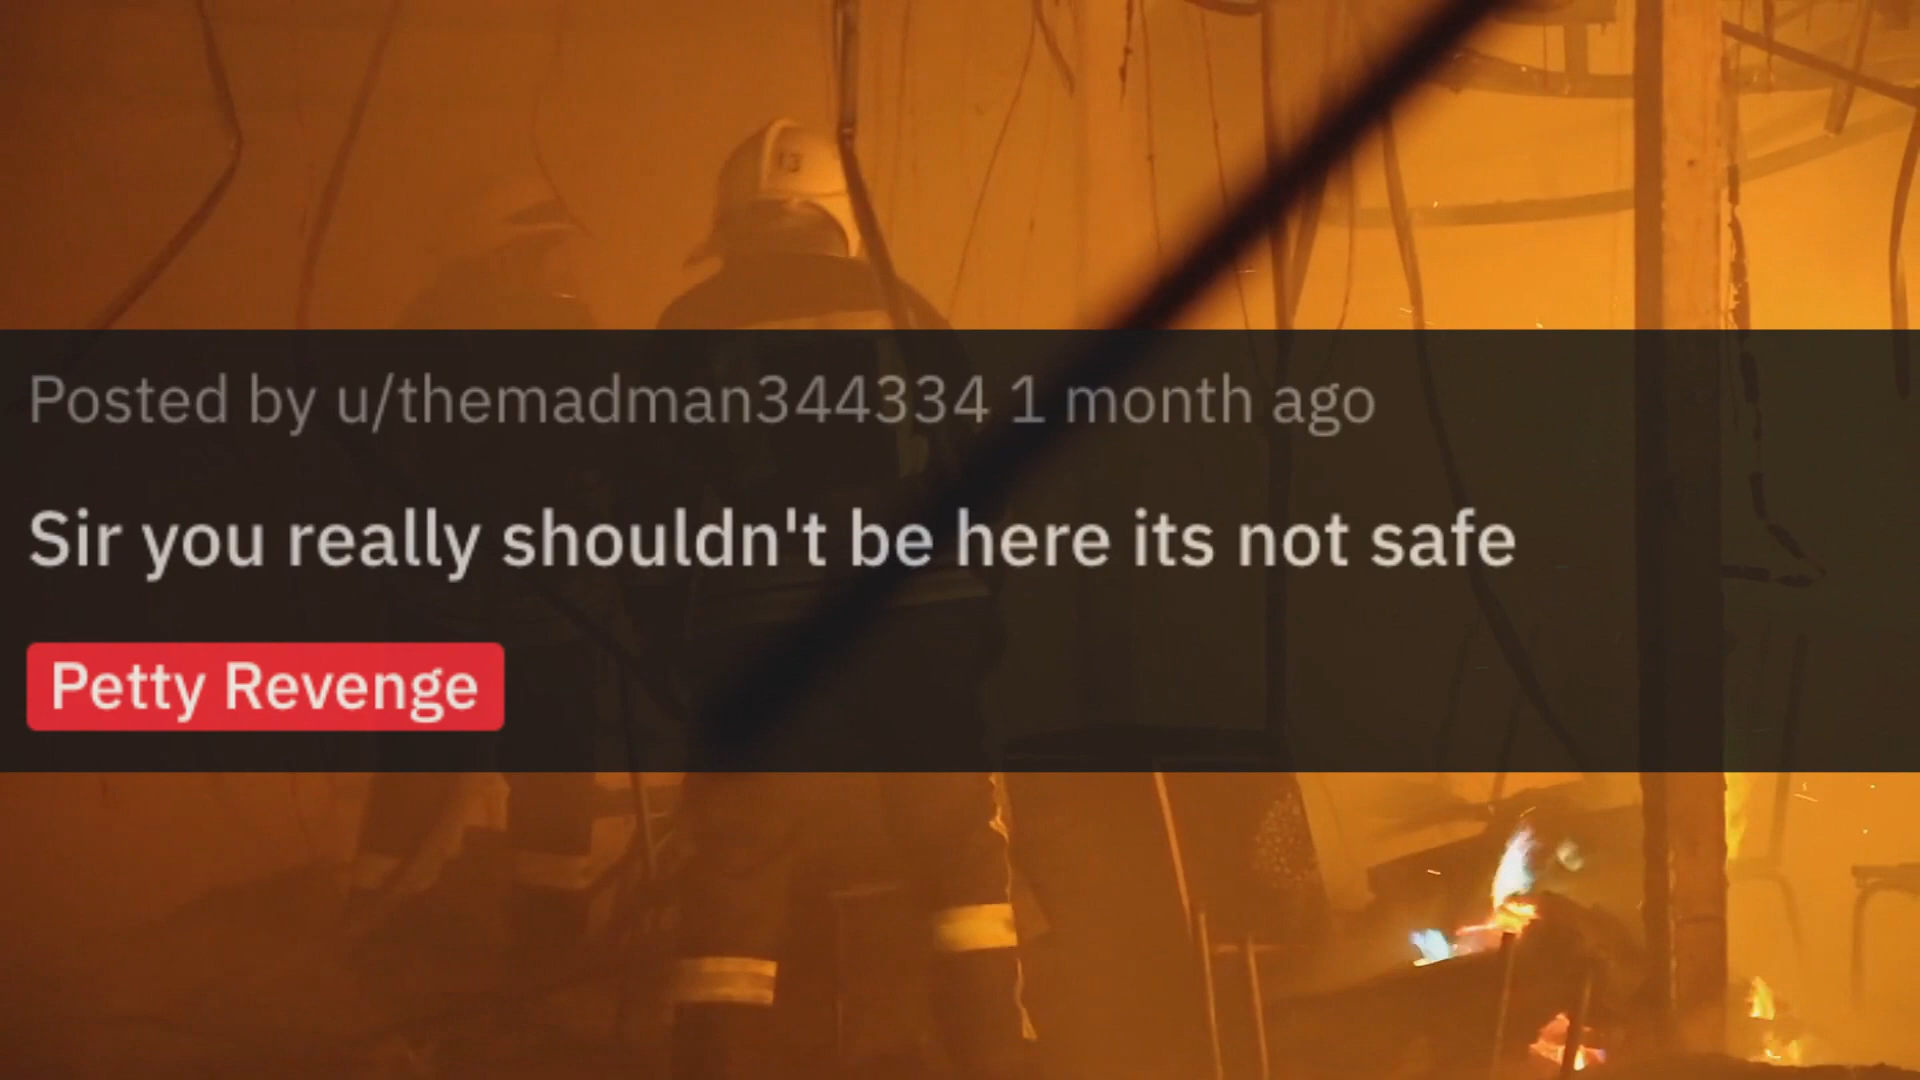 Posted by u/themadman344334 1 month ago
Sir you really shouldn't be here its not safe
Petty Revenge